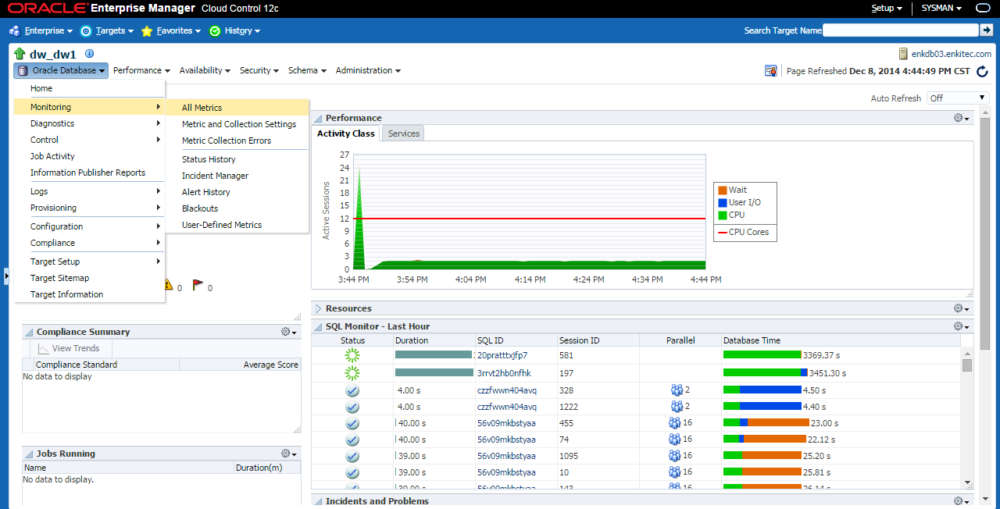 ORACLE Enterprise Manager Cloud Control 12c
Setup SYSMAN
Enterprise Targets Favorites History Search Target Name
dw_dw1
enkdb03.enkitec.com
Oracle Database Performance Availability Security Schema Administration
Page Refreshed Dec 8, 2014 4:44:49 PM CST
Auto Refresh Off
Home
Monitoring
Diagnostics
Control
Job Activity
Information Publisher Reports
Logs
Provisioning
Configuration
Compliance
Target Setup
Target Sitemap
Target Information
All Metrics
Metric and Collection Settings
Metric Collection Errors
Status History
Incident Manager
Alert History
Blackouts
User-Defined Metrics
0 0
Compliance Summary
View Trends
Compliance Standard Average Score
No data to display
Jobs Running
Name Duration(m)
No data to display.
Performance
Activity Class Services
Active Sessions
27
24
21
18
15
12
9
6
3
0
3:44 PM 3:54 PM 4:04 PM 4:14 PM 4:24 PM 4:34 PM 4:44 PM
Wait
User I/O
CPU
CPU Cores
Resources
SQL Monitor - Last Hour
Status Duration SQL ID Session ID Parallel Database Time
20pratttxjfp7 581 3369.37 s
3rrvt2hb0nfhk 197 3451.30 s
4.00 s czzfwwn404avq 328 2 4.50 s
4.00 s czzfwwn404avq 1222 2 4.40 s
40.00 s 56v09mkbstyaa 455 16 23.00 s
40.00 s 56v09mkbstyaa 74 16 22.12 s
39.00 s 56v09mkbstyaa 1095 16 25.20 s
39.00 s 56v09mkbstyaa 10 16 25.81 s
39.00 s 56v09mkbstyaa 143 16 26.14 s
Incidents and Problems